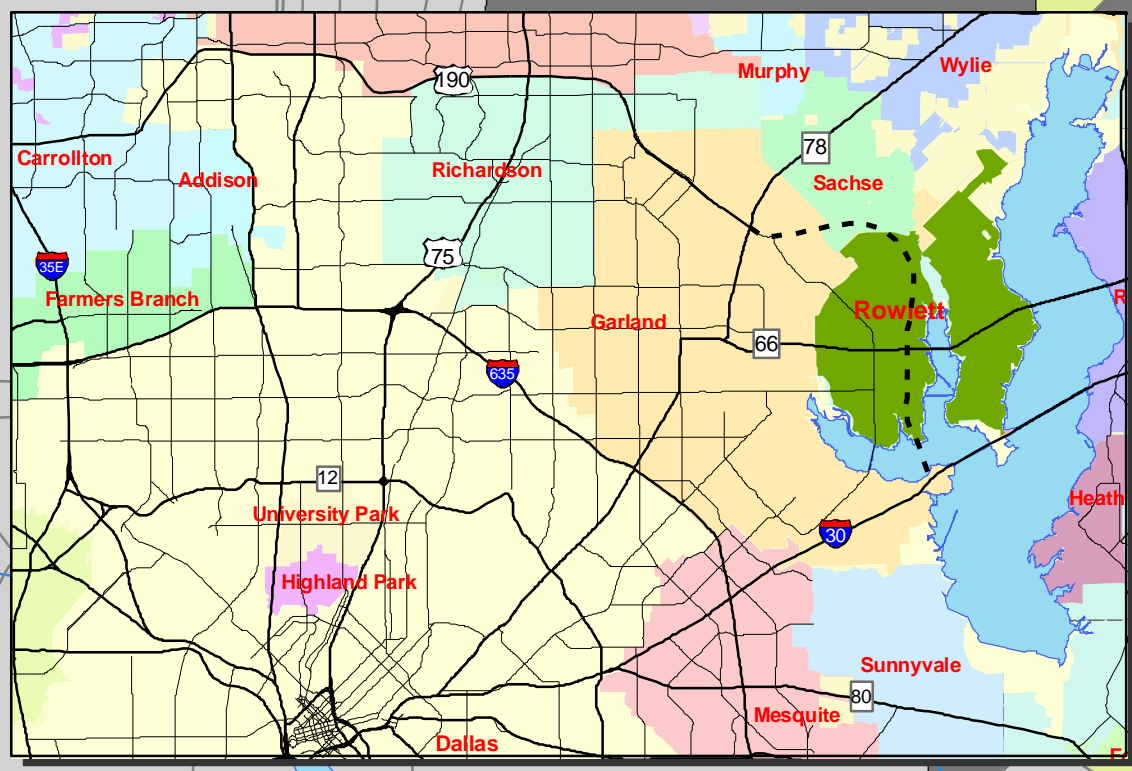 Murphy
Wylie
190
78
Carrollton
Addison
Richardson
Sachse
75
35E
Farmers Branch
R
Rowlett
Garland
66
635
12
Heath
University Park
30
Highland Park
Sunnyvale
80
Mesquite
Dallas